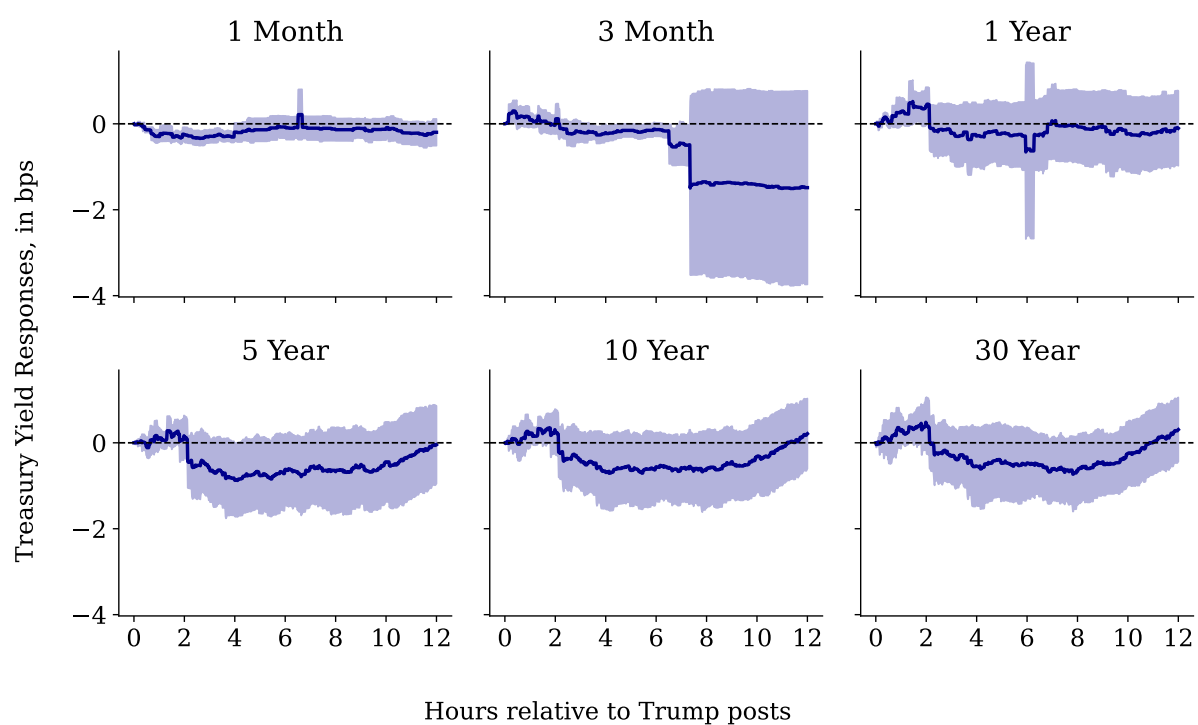 1 Month
3 Month
1 Year
0
−2
−4
5 Year
10 Year
30 Year
0
−2
−4
0 2 4 6 8 10 12
0 2 4 6 8 10 12
0 2 4 6 8 10 12
Treasury Yield Responses, in bps
Hours relative to Trump posts